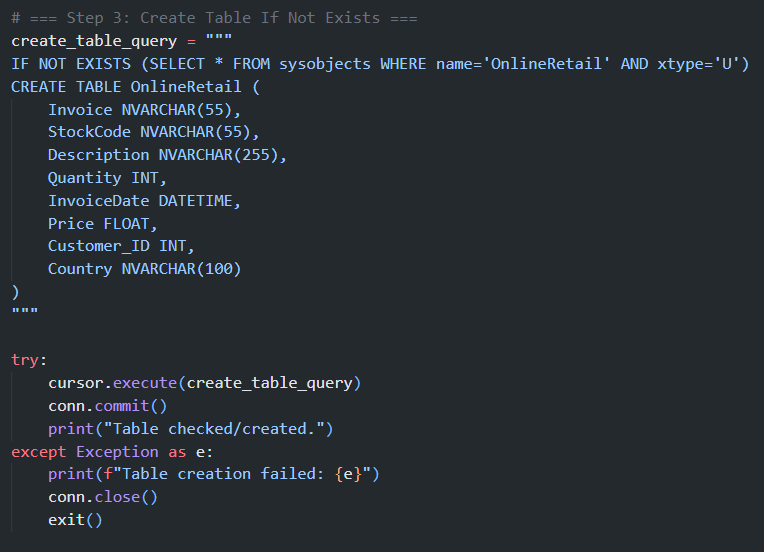 # === Step 3: Create Table If Not Exists ===
create_table_query = """
IF NOT EXISTS (SELECT * FROM sysobjects WHERE name='OnlineRetail' AND xtype='U')
CREATE TABLE OnlineRetail (
    Invoice NVARCHAR(55),
    StockCode NVARCHAR(55),
    Description NVARCHAR(255),
    Quantity INT,
    InvoiceDate DATETIME,
    Price FLOAT,
    Customer_ID INT,
    Country NVARCHAR(100)
)
"""

try:
    cursor.execute(create_table_query)
    conn.commit()
    print("Table checked/created.")
except Exception as e:
    print(f"Table creation failed: {e}")
    conn.close()
    exit()